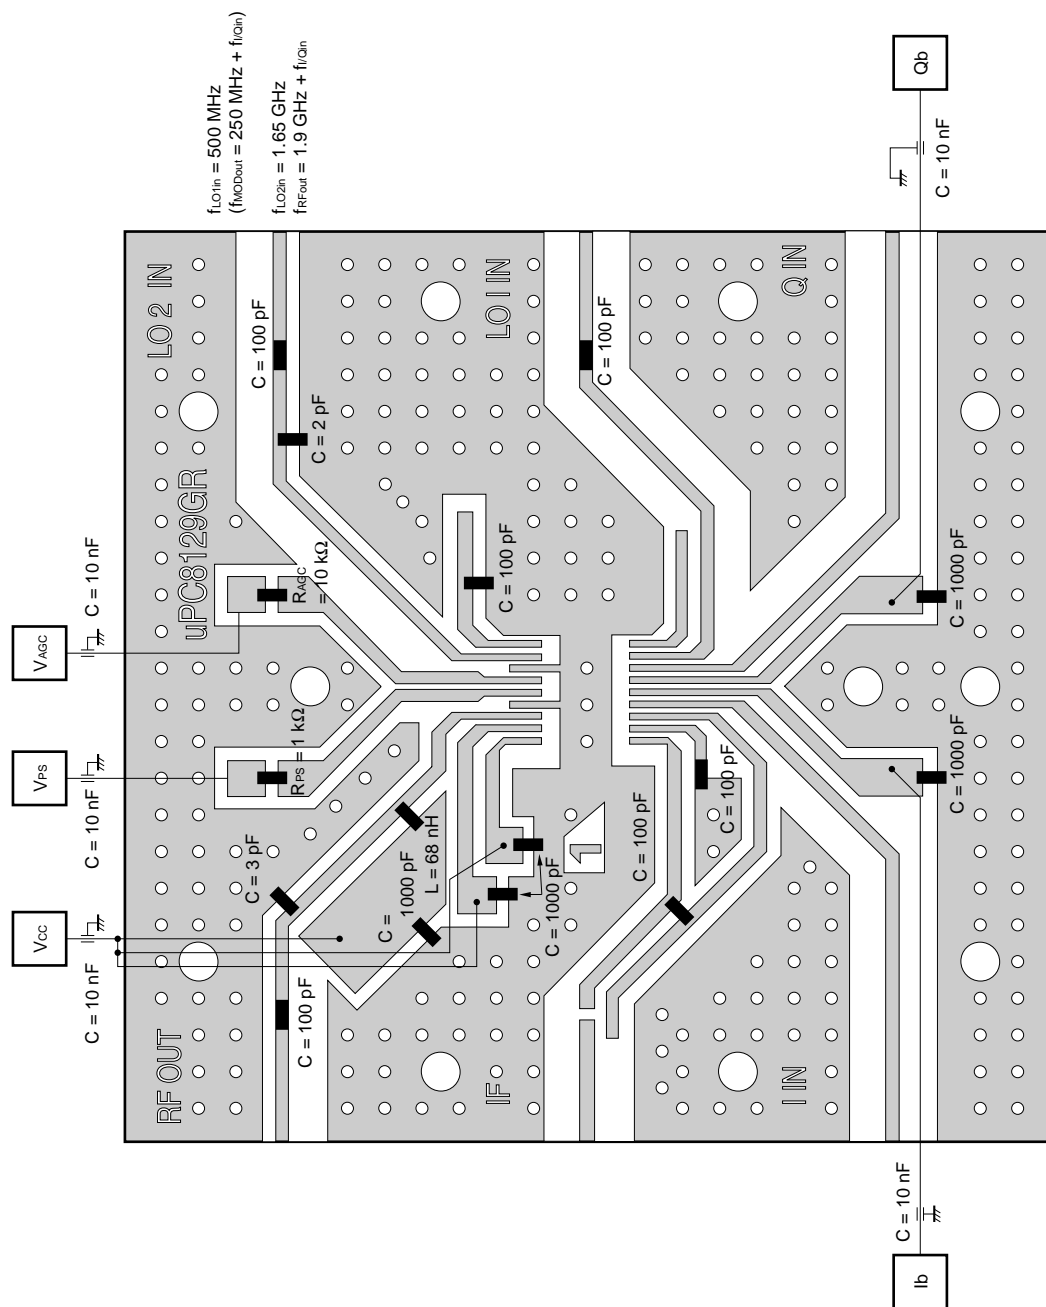 fLO1in = 500 MHz
(fMODout = 250 MHz + fI/Qin)
fLO2in = 1.65 GHz
fRFout = 1.9 GHz + fI/Qin
Qb
C = 10 nF
LO 2 IN
C = 100 pF
C = 2 pF
LO I IN
C = 100 pF
Q IN
uPC8129GR
C = 10 nF
VAGC
RAGC
= 10 kΩ
C = 100 pF
C = 1000 pF
VPS
C = 10 nF
RPS = 1 kΩ
C = 3 pF
L = 68 nH
C =
1000 pF
C = 1000 pF
1
C = 100 pF
C = 100 pF
C = 1000 pF
VCC
C = 10 nF
RF OUT
C = 100 pF
IF
I IN
C = 10 nF
Ib